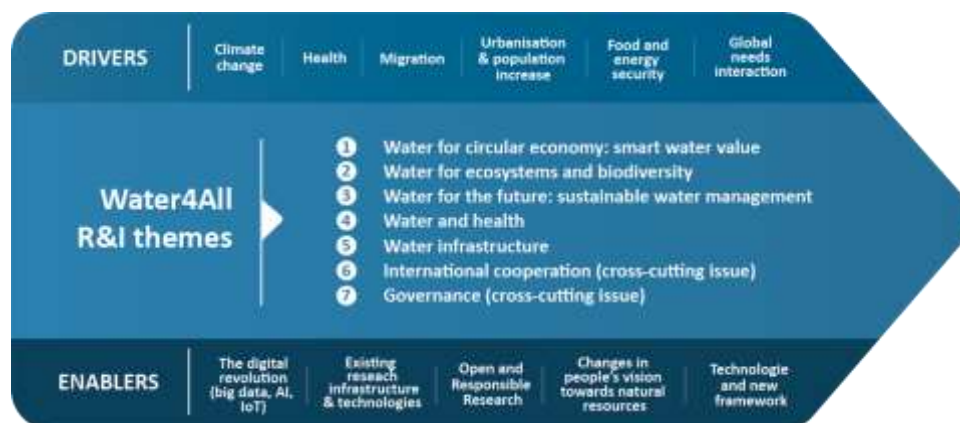 DRIVERS
Climate
change
Health
Migration
Urbanisation
& population
increase
Food and
energy
security
Global
needs
interaction
Water4All
R&I themes
1 Water for circular economy: smart water value
2 Water for ecosystems and biodiversity
3 Water for the future: sustainable water management
4 Water and health
5 Water infrastructure
6 International cooperation (cross-cutting issue)
7 Governance (cross-cutting issue)
ENABLERS
The digital
revolution
(big data, AI,
IoT)
Existing
reseach
infrastructure
& technologies
Open and
Responsible
Research
Changes in
people's vision
towards natural
resources
Technologie
and new
framework